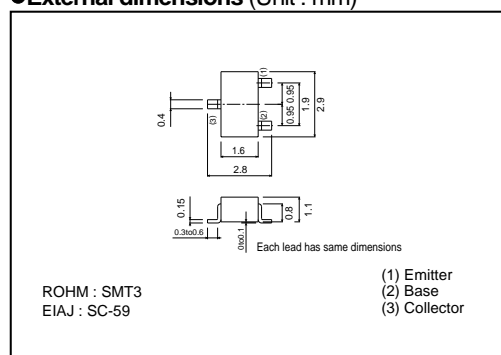 ●External dimensions (Unit : mm)
(1)
0.95 0.95
1.9
2.9
0.4
(3)
(2)
1.6
2.8
0.15
0.8
1.1
0.3to0.6
0to0.1
Each lead has same dimensions
ROHM : SMT3
EIAJ : SC-59
(1) Emitter
(2) Base
(3) Collector